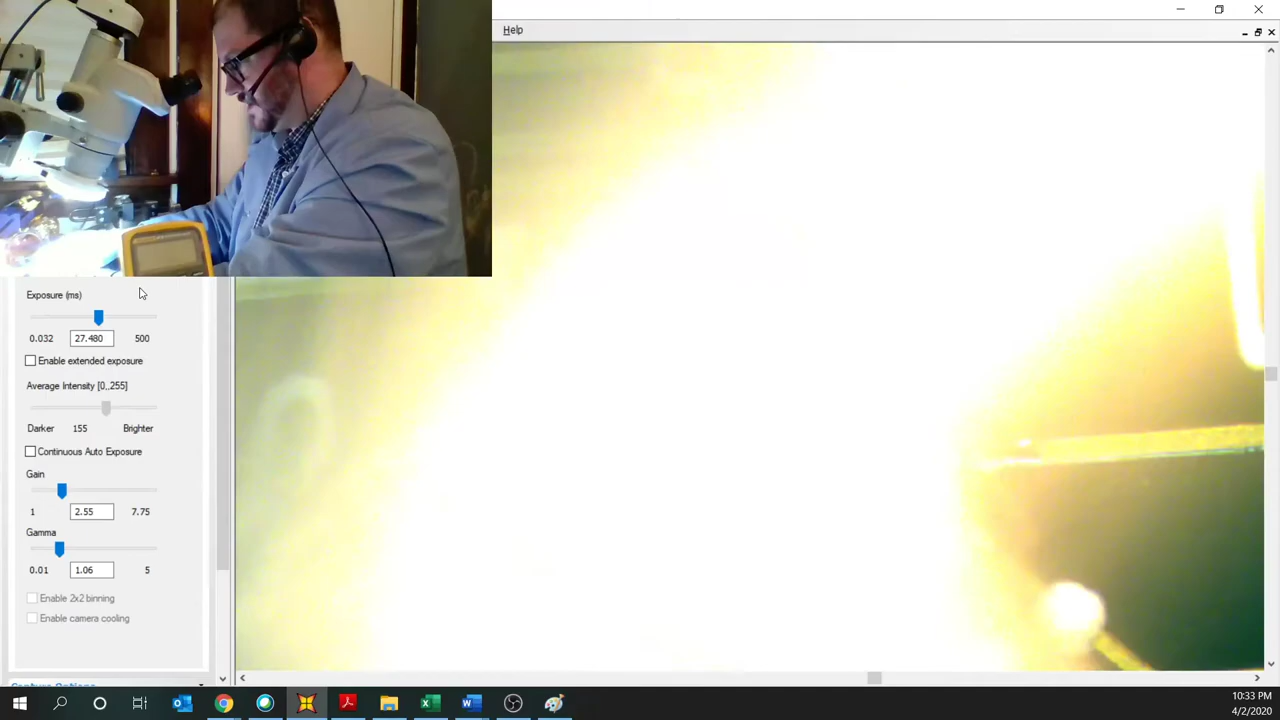 Help
Exposure (ms)
0.032 27.480 500
Enable extended exposure
Average Intensity [0,.255]
Darker 155 Brighter
Continuous Auto Exposure
Gain
1 2.55 7.75
Gamma
0.01 1.06 5
Enable 2x2 binning
Enable camera cooling
Capture Options
10:33 PM
4/2/2020